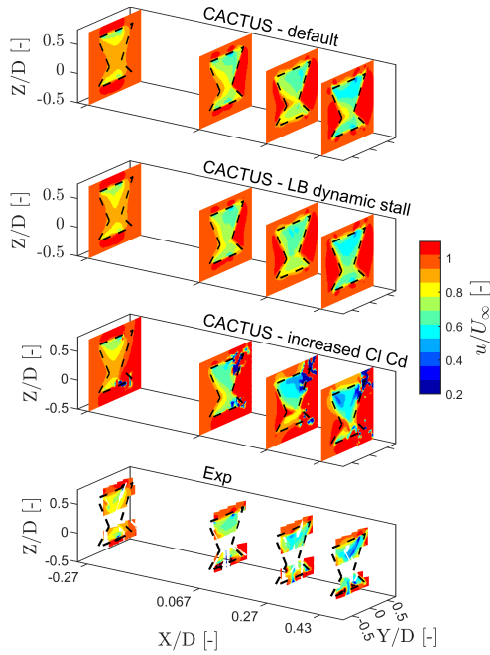 CACTUS - default
Z/D [-]
0.5
0
-0.5
CACTUS - LB dynamic stall
Z/D [-]
0.5
0
-0.5
CACTUS - increased Cl Cd
Z/D [-]
0.5
0
-0.5
Exp
Z/D [-]
0.5
0
-0.5
-0.27
0.067
0.27
0.43
X/D [-]
-0.5
0
0.5
Y/D [-]
1
0.8
0.6
0.4
0.2
u/U∞ [-]